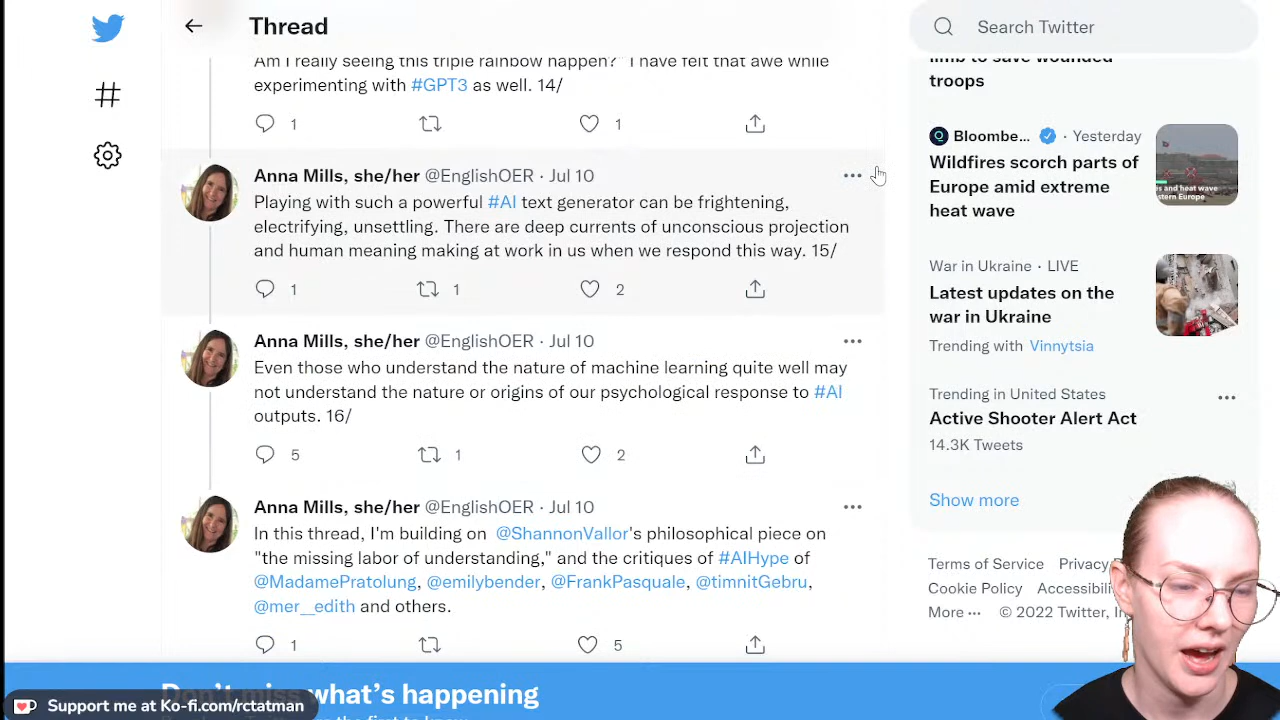 Thread
Search Twitter
Am I really seeing this triple rainbow happen?" I have felt that awe while
experimenting with #GPT3 as well. 14/
1
1
Anna Mills, she/her @EnglishOER · Jul 10
Playing with such a powerful #AI text generator can be frightening,
electrifying, unsettling. There are deep currents of unconscious projection
and human meaning making at work in us when we respond this way. 15/
1
1
2
Anna Mills, she/her @EnglishOER · Jul 10
Even those who understand the nature of machine learning quite well may
not understand the nature or origins of our psychological response to #AI
outputs. 16/
5
1
2
Anna Mills, she/her @EnglishOER · Jul 10
In this thread, I'm building on @ShannonVallor's philosophical piece on
"the missing labor of understanding," and the critiques of #AIHype of
@MadamePratolung, @emilybender, @FrankPasquale, @timnitGebru,
@mer__edith and others.
1
5
limb to save wounded
troops
Bloombe... · Yesterday
Wildfires scorch parts of
Europe amid extreme
heat wave
War in Ukraine · LIVE
Latest updates on the
war in Ukraine
Trending with Vinnytsia
Trending in United States
Active Shooter Alert Act
14.3K Tweets
Show more
Terms of Service Privacy
Cookie Policy
More ··· © 2022 Twitter,
Don't miss what's happening
Support me at Ko-fi.com/rctatman